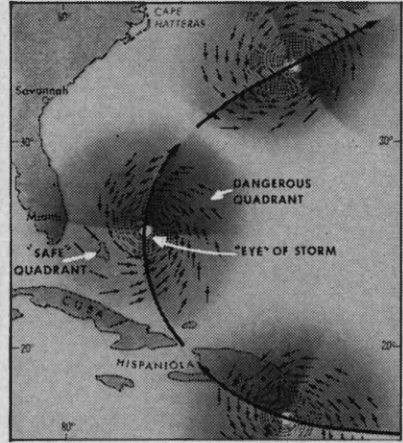 CAPE
HATTERAS
Savannah
30°
30°
DANGEROUS
QUADRANT
Miami
"EYE" OF STORM
"SAFE"
QUADRANT
CUBA
20°
20°
HISPANIOLA
80°